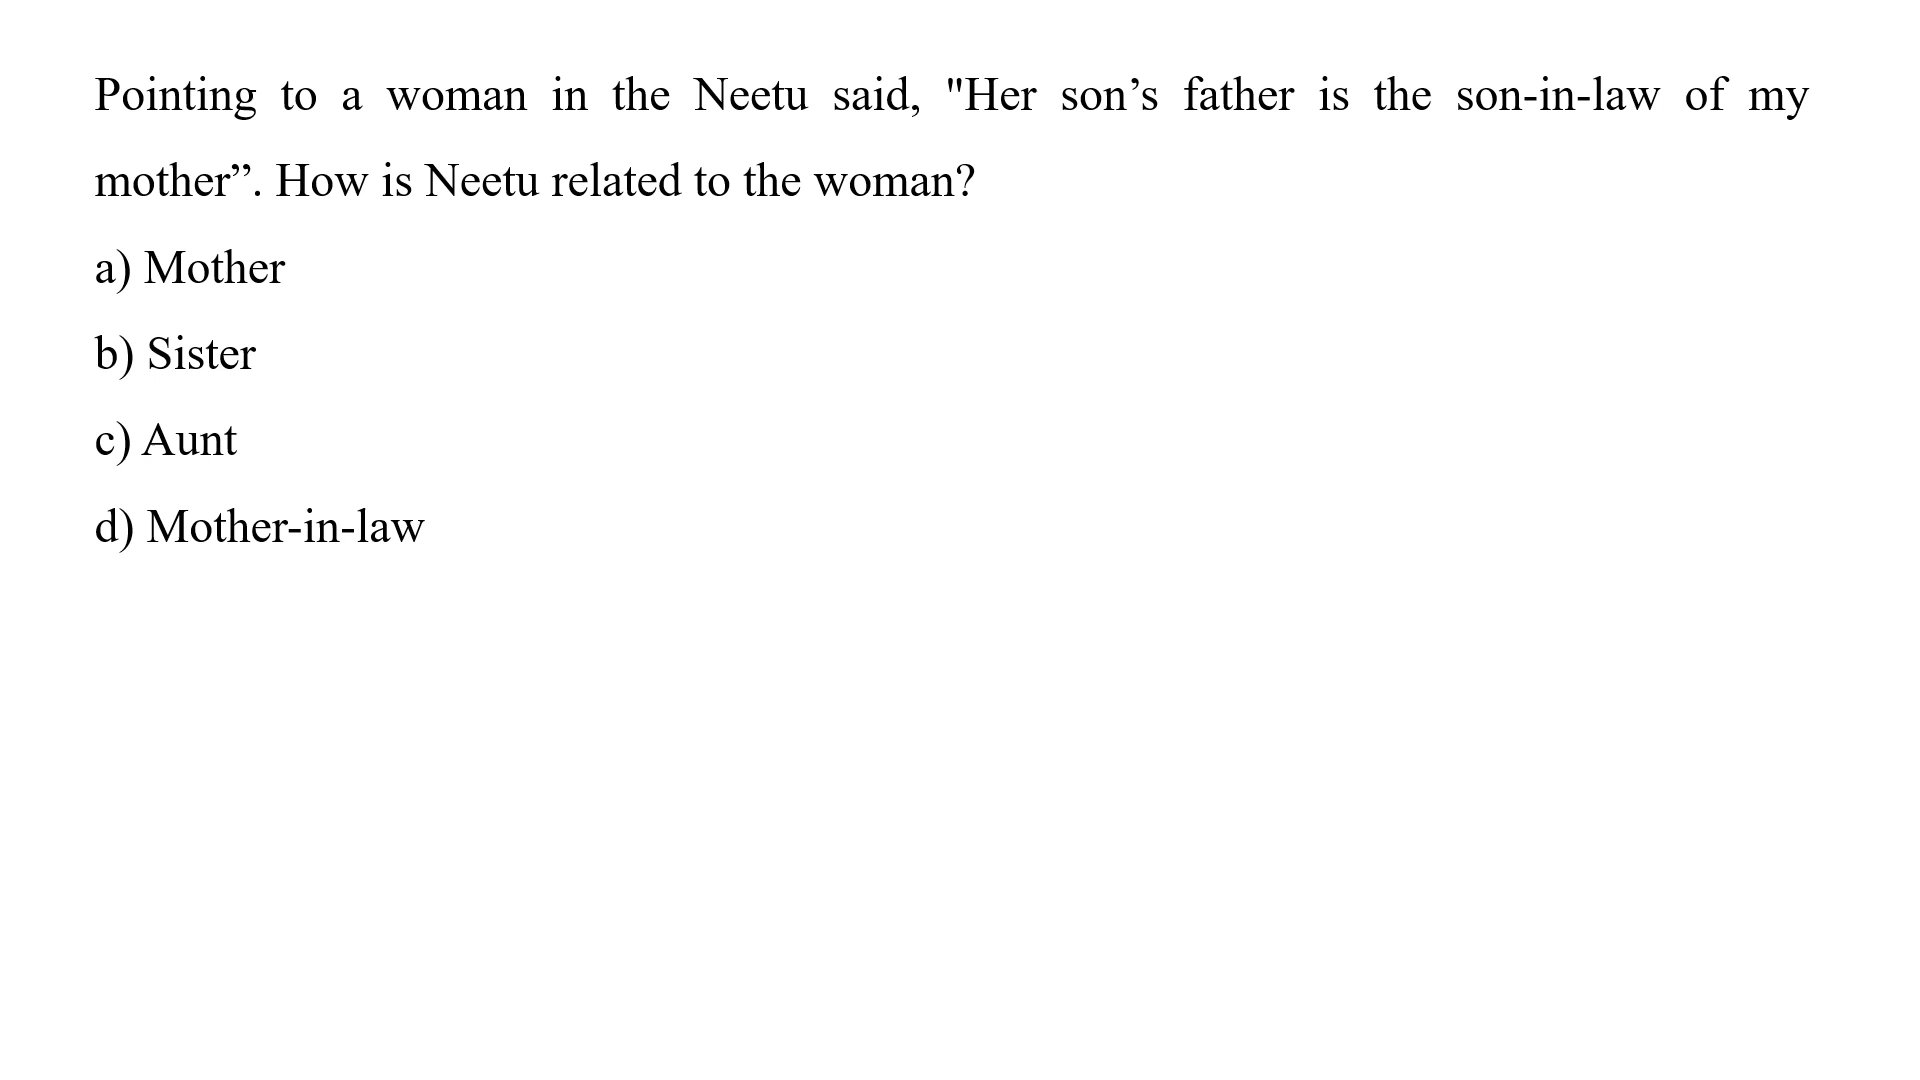 Pointing to a woman in the Neetu said, "Her son’s father is the son-in-law of my
mother”. How is Neetu related to the woman?
a) Mother
b) Sister
c) Aunt
d) Mother-in-law